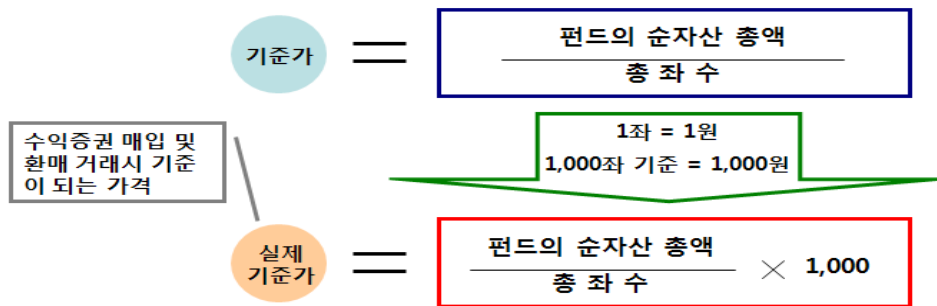 기준가
펀드의 순자산 총액
총 좌 수
수익증권 매입 및
환매 거래시 기준
이 되는 가격
1좌 = 1원
1,000좌 기준 = 1,000원
실제
기준가
펀드의 순자산 총액
총 좌 수
× 1,000